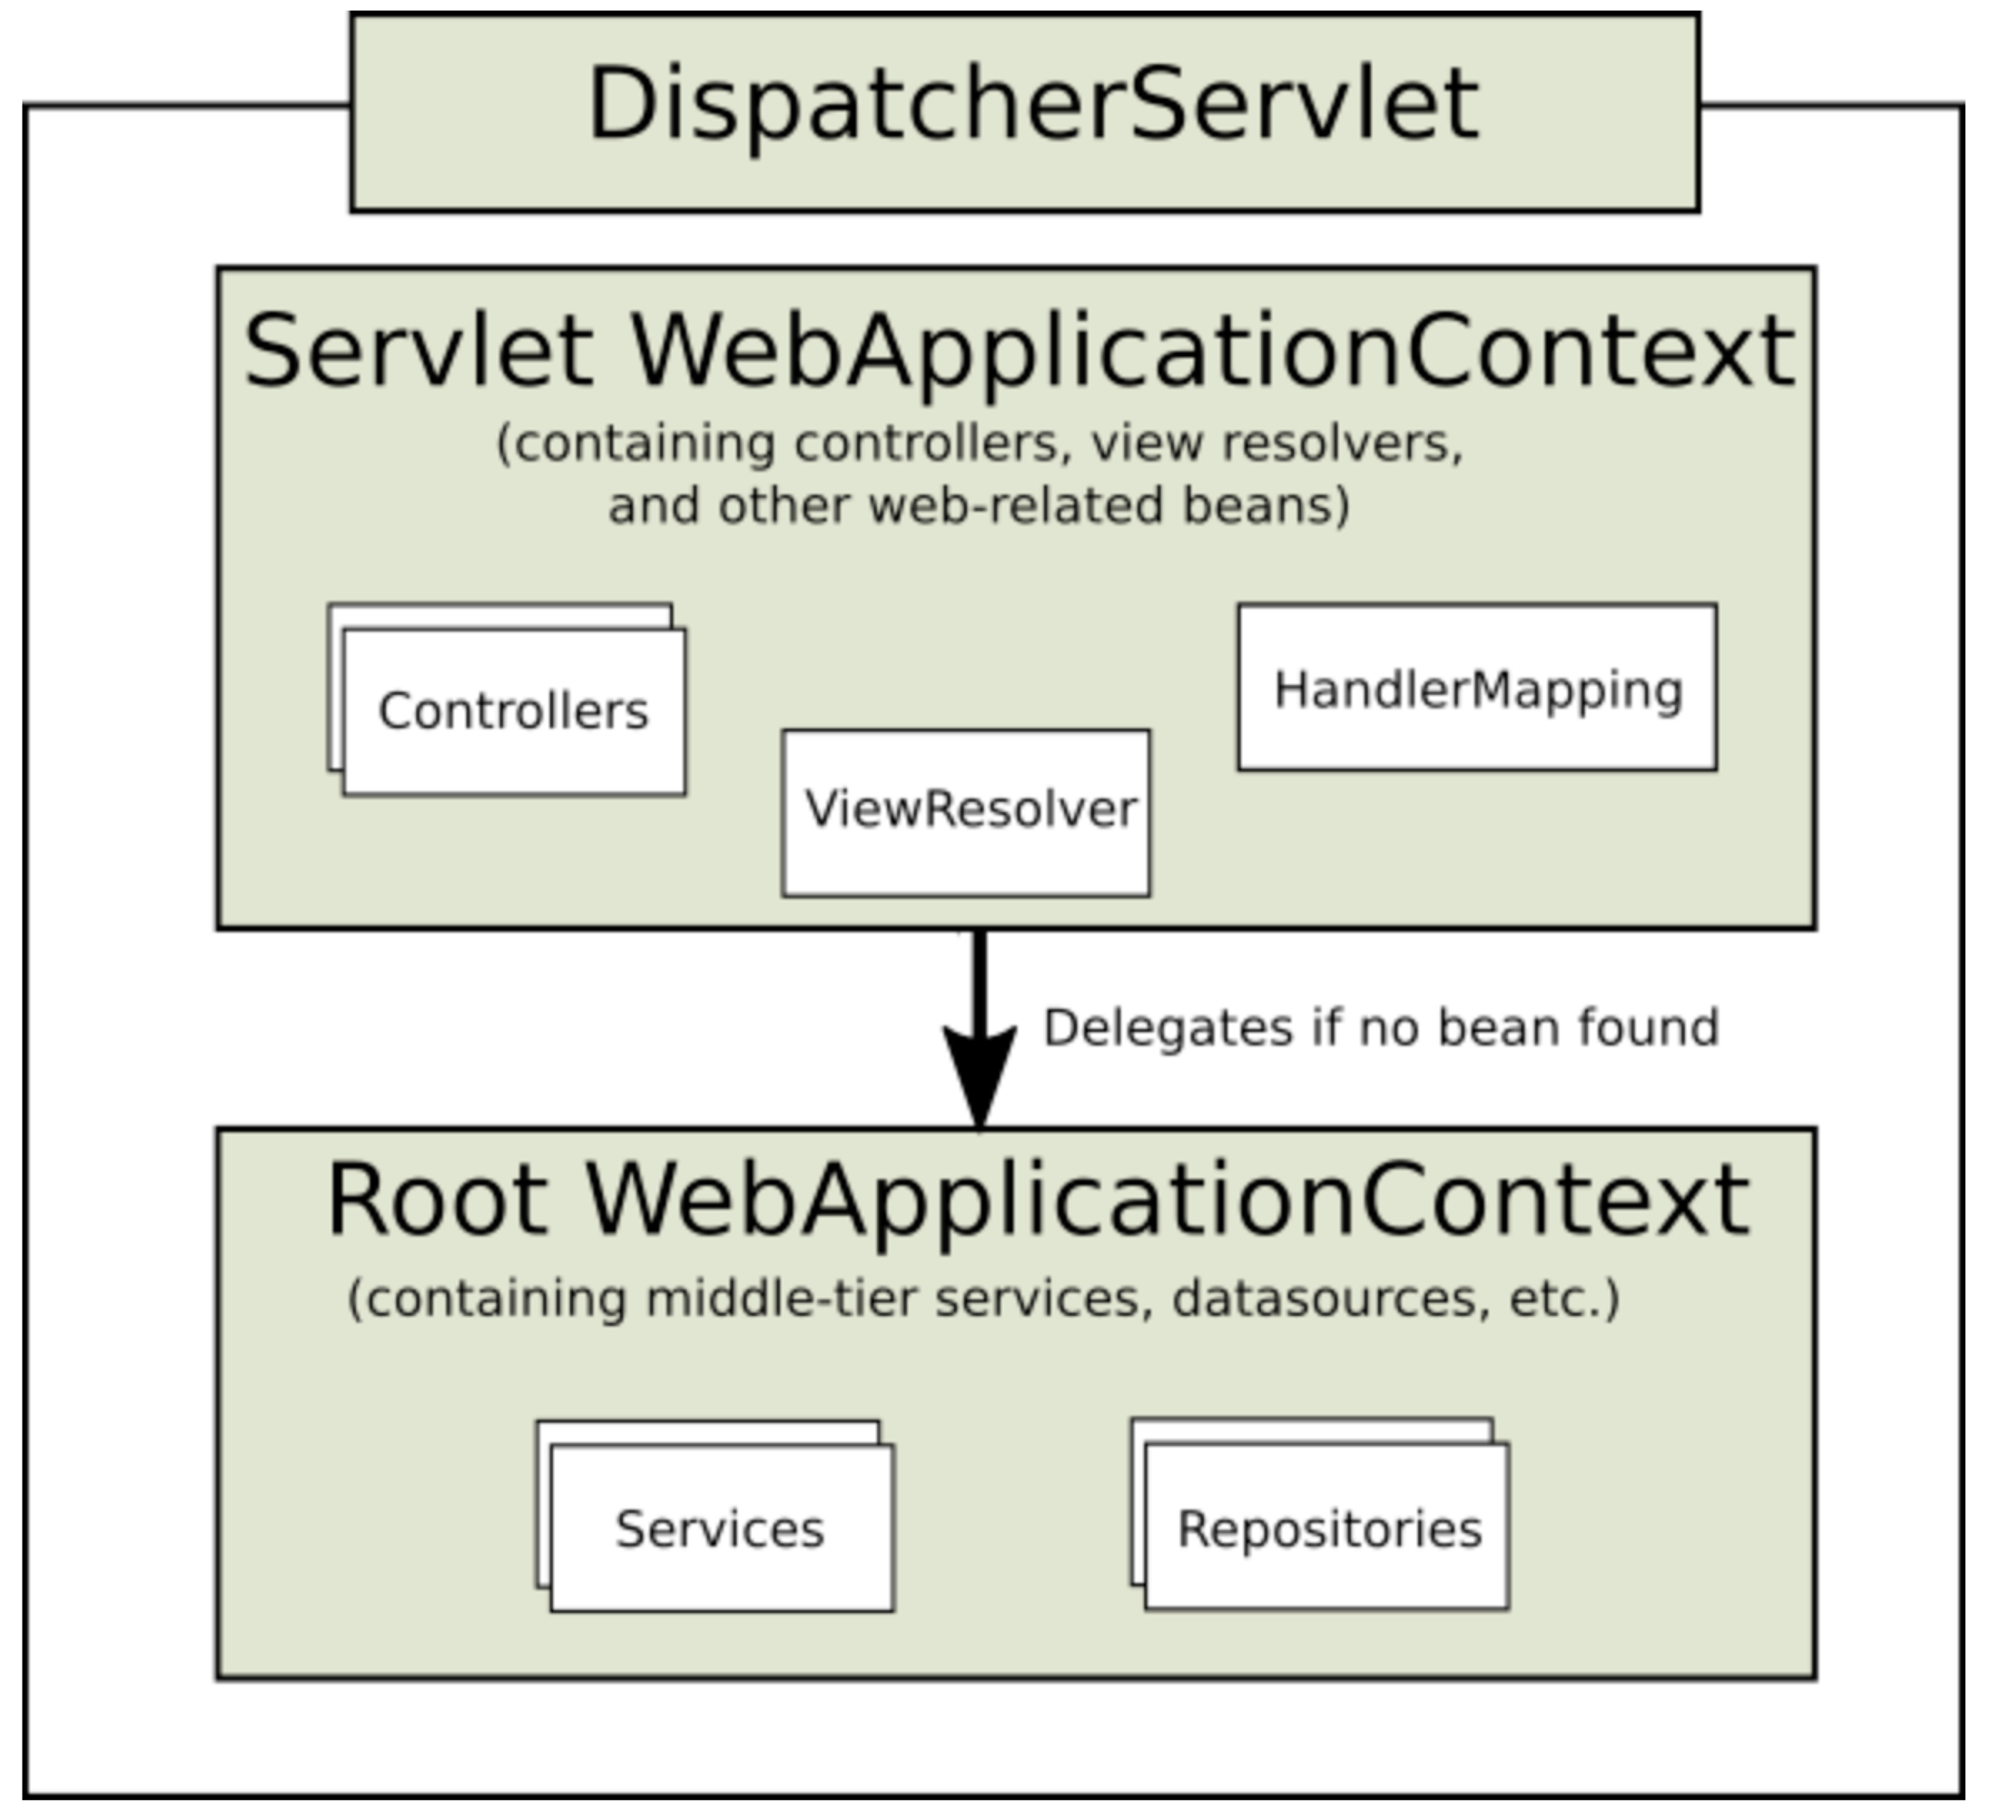 DispatcherServlet
Servlet WebApplicationContext
(containing controllers, view resolvers,
and other web-related beans)
Controllers
HandlerMapping
ViewResolver
Delegates if no bean found
Root WebApplicationContext
(containing middle-tier services, datasources, etc.)
Services
Repositories